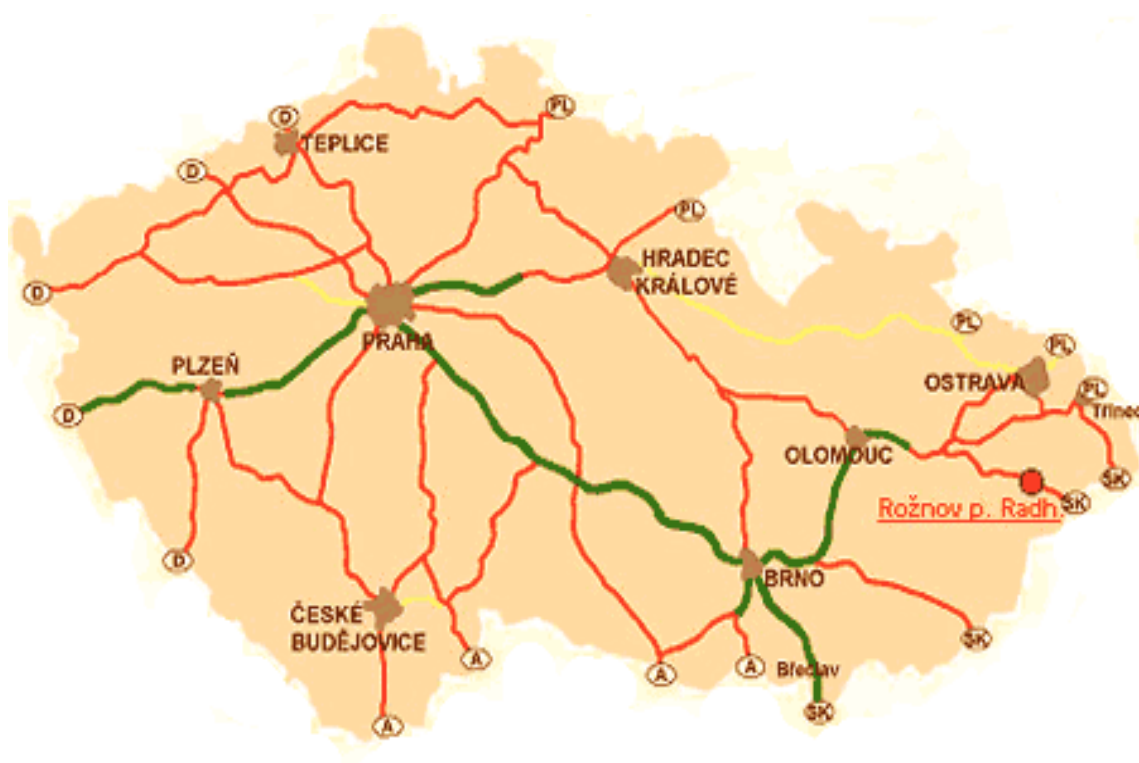 PL
D
TEPLICE
D
PL
HRADEC
KRÁLOVÉ
D
PL
PRAHA
PL
PLZEŇ
OSTRAVA
PL
Třinec
D
OLOMOUC
SK
Rožnov p. Radh.
SK
D
BRNO
ČESKÉ
BUDĚJOVICE
SK
A
A
A
Břeclav
SK
A